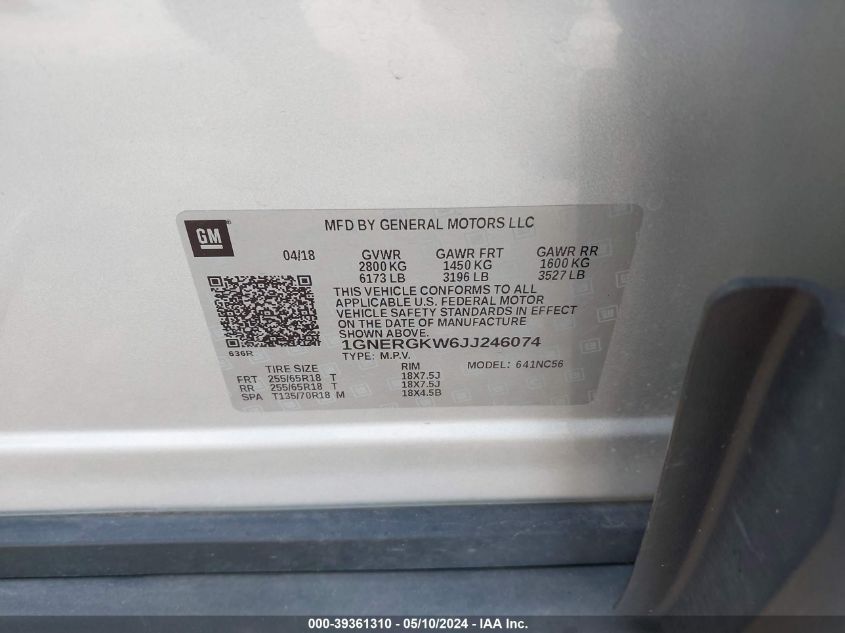 GM
MFD BY GENERAL MOTORS LLC
04/18 GVWR GAWR FRT GAWR RR
2800 KG 1450 KG 1600 KG
6173 LB 3196 LB 3527 LB
THIS VEHICLE CONFORMS TO ALL
APPLICABLE U.S. FEDERAL MOTOR
VEHICLE SAFETY STANDARDS IN EFFECT
ON THE DATE OF MANUFACTURE
SHOWN ABOVE.
636R
1GNERGKW6JJ246074
TYPE: M.P.V. MODEL: 641NC56
TIRE SIZE RIM
FRT 255/65R18 T 18X7.5J
RR 255/65R18 T 18X7.5J
SPA T135/70R18 M 18X4.5B
000-39361310 - 05/10/2024 - IAA Inc.